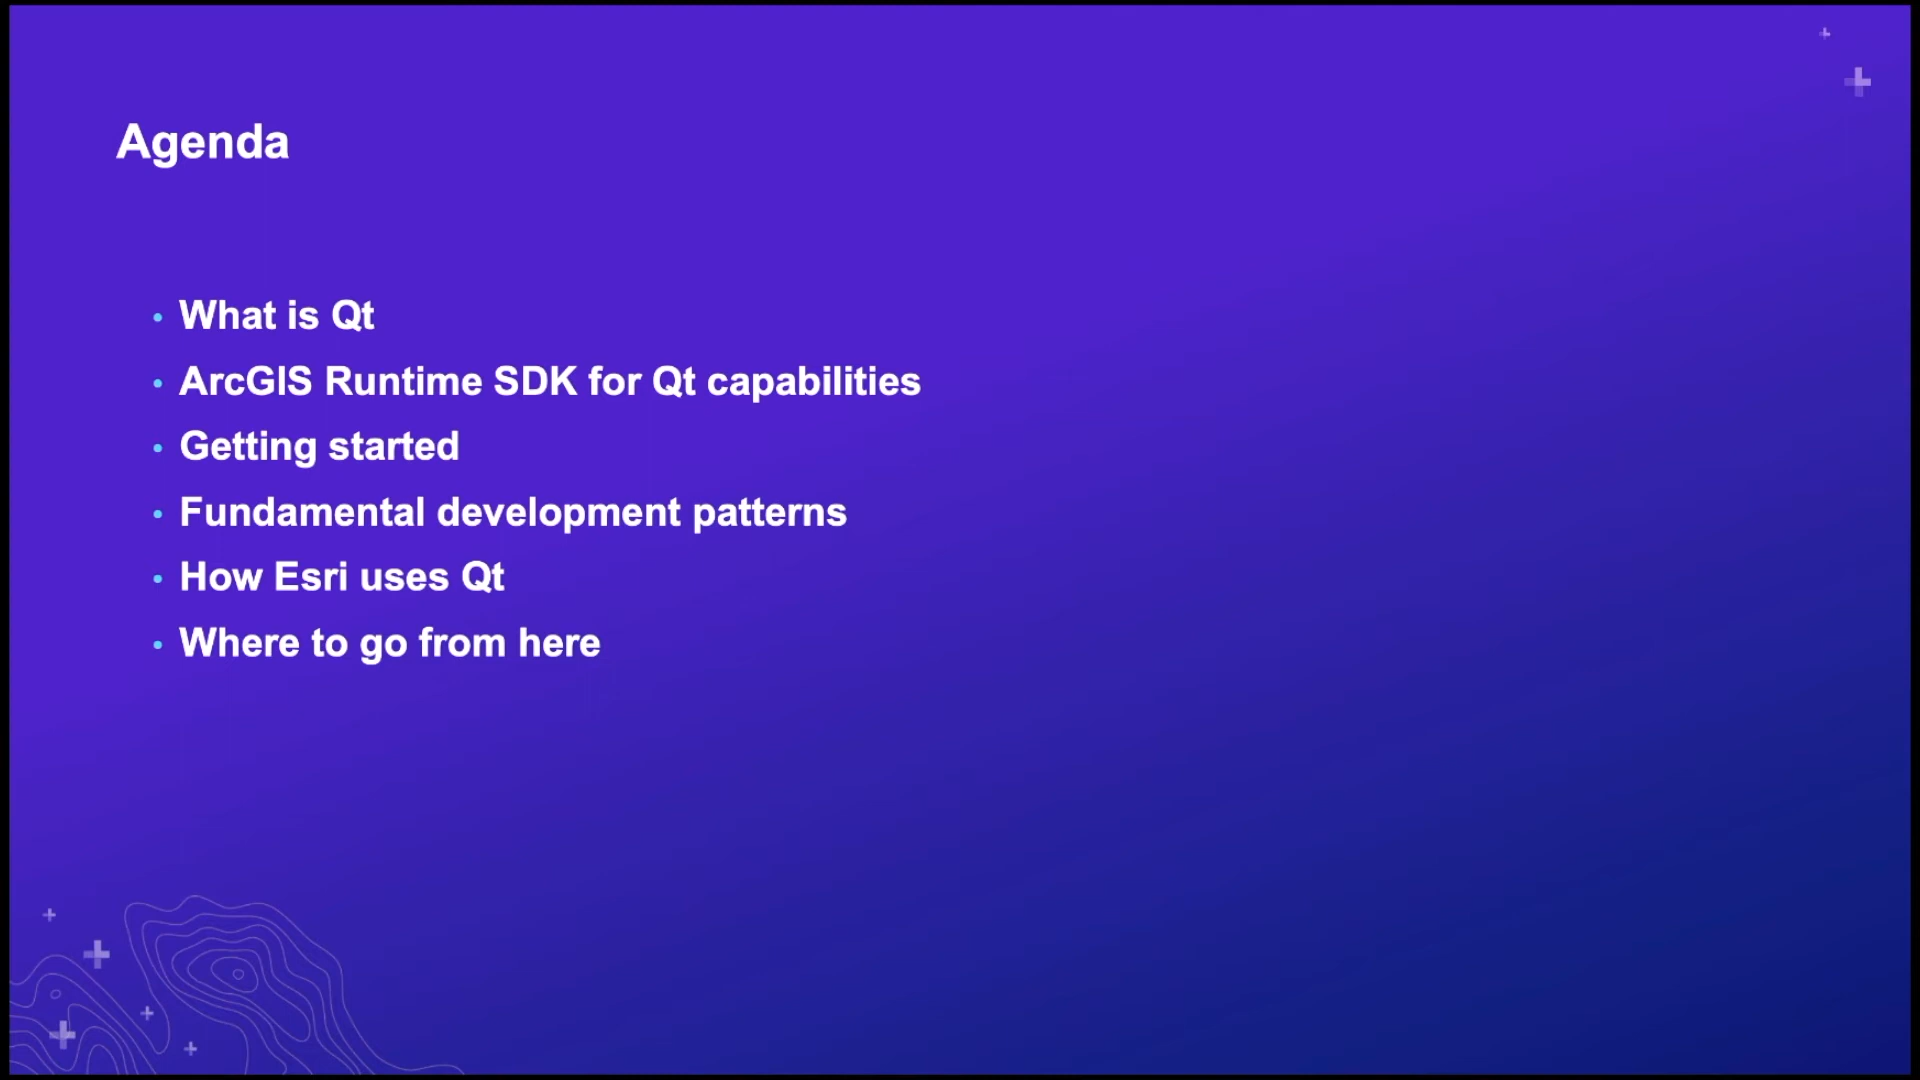 Agenda
• What is Qt
• ArcGIS Runtime SDK for Qt capabilities
• Getting started
• Fundamental development patterns
• How Esri uses Qt
• Where to go from here